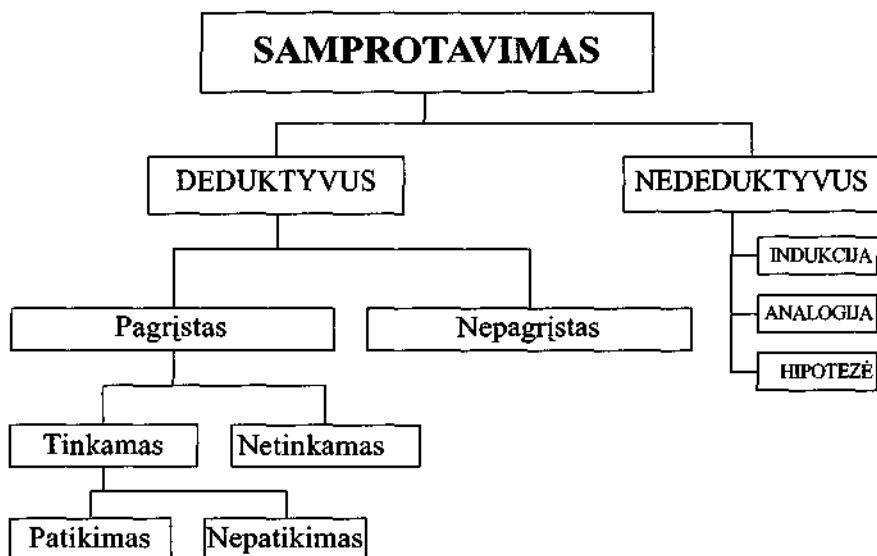 SAMPROTAVIMAS
DEDUKTYVUS
NEDEDUKTYVUS
INDUKCIJA
ANALOGIJA
HIPOTEZĖ
Pagrįstas
Nepagrįstas
Tinkamas
Netinkamas
Patikimas
Nepatikimas